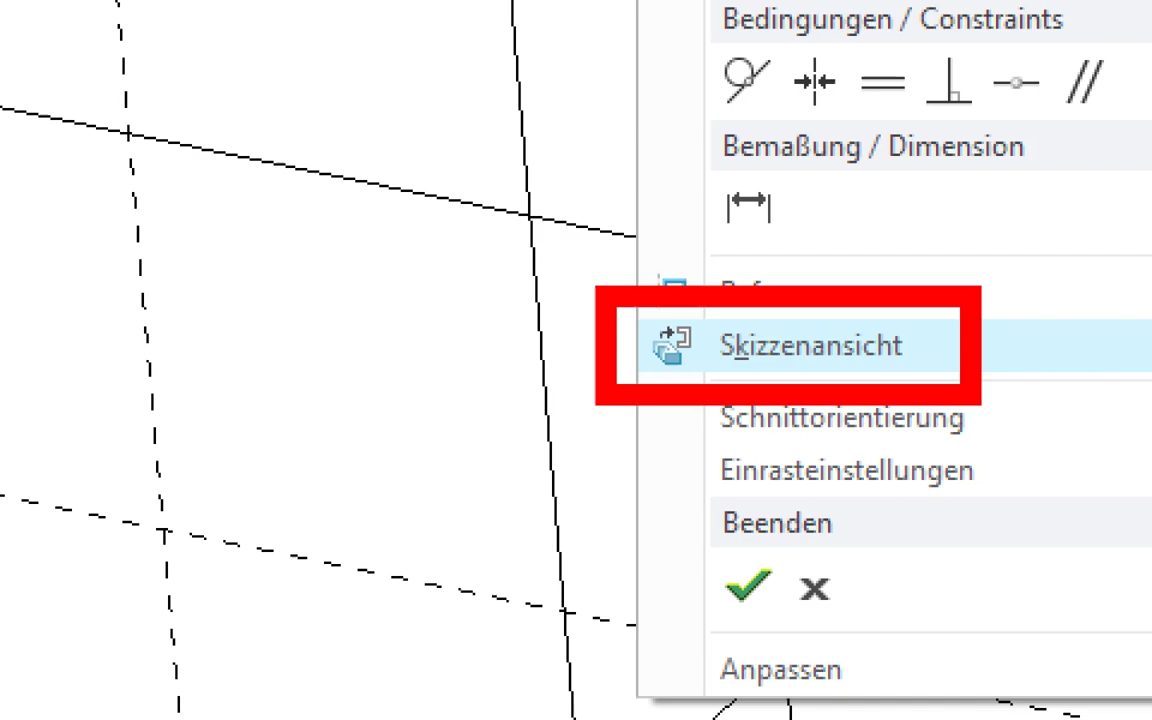 Bedingungen / Constraints
Bemaßung / Dimension
Skizzenansicht
Schnittorientierung
Einrasteinstellungen
Beenden
Anpassen